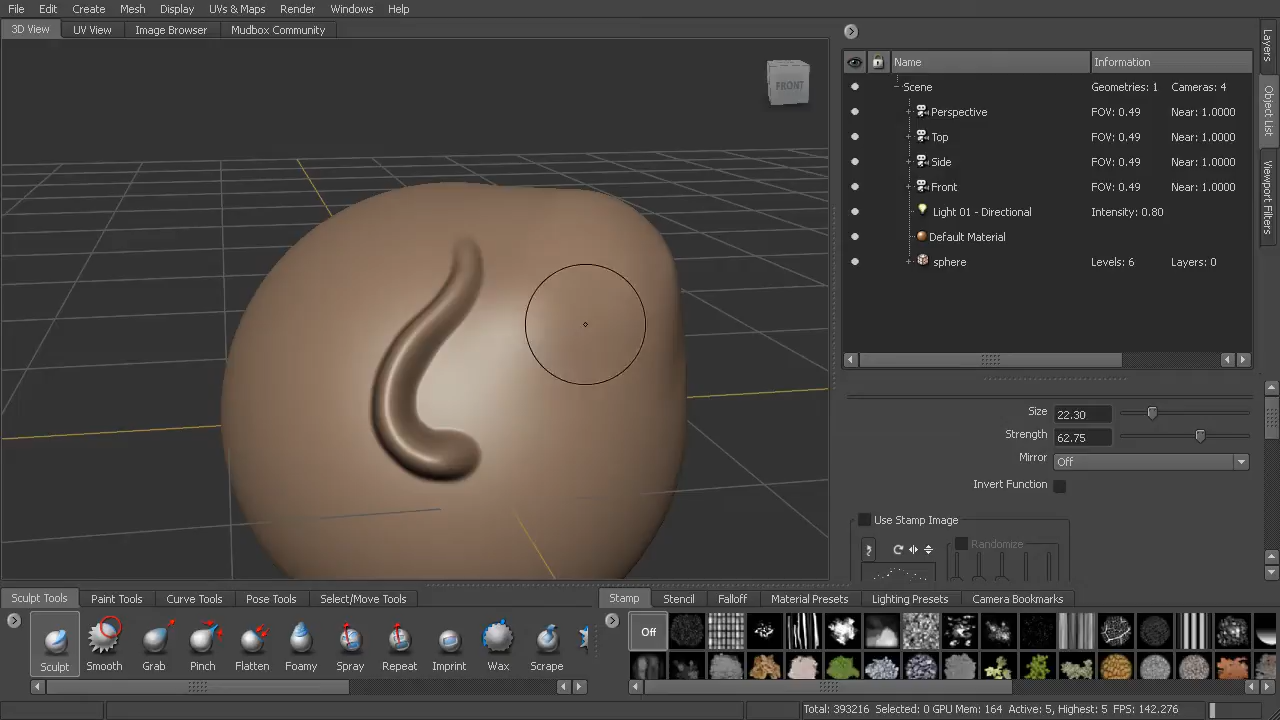 File Edit Create Mesh Display UVs & Maps Render Windows Help
3D View UV View Image Browser Mudbox Community
FRONT
Name Information
Scene Geometries: 1 Cameras: 4
Perspective FOV: 0.49 Near: 1.0000
Top FOV: 0.49 Near: 1.0000
Side FOV: 0.49 Near: 1.0000
Front FOV: 0.49 Near: 1.0000
Light 01 - Directional Intensity: 0.80
Default Material
sphere Levels: 6 Layers: 0
Layers
Object List
Viewport Filters
Size 22.30
Strength 62.75
Mirror Off
Invert Function
Use Stamp Image
Randomize
Sculpt Tools Paint Tools Curve Tools Pose Tools Select/Move Tools
Sculpt Smooth Grab Pinch Flatten Foamy Spray Repeat Imprint Wax Scrape
Stamp Stencil Falloff Material Presets Lighting Presets Camera Bookmarks
Off
Total: 393216 Selected: 0 GPU Mem: 164 Active: 5, Highest: 5 FPS: 142.276